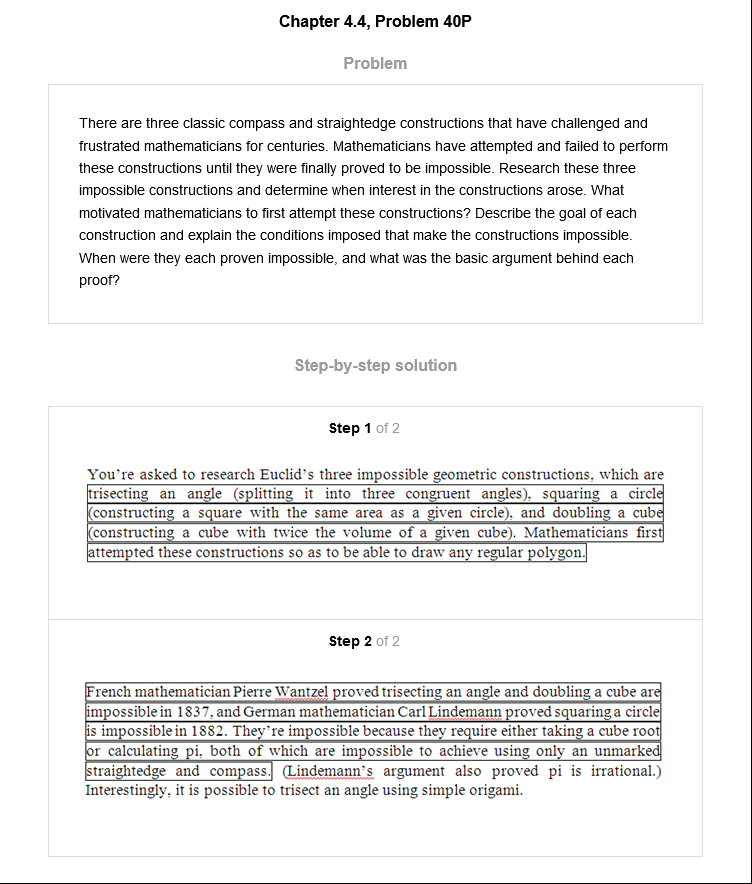 Chapter 4.4, Problem 40P
Problem
There are three classic compass and straightedge constructions that have challenged and
frustrated mathematicians for centuries. Mathematicians have attempted and failed to perform
these constructions until they were finally proved to be impossible. Research these three
impossible constructions and determine when interest in the constructions arose. What
motivated mathematicians to first attempt these constructions? Describe the goal of each
construction and explain the conditions imposed that make the constructions impossible.
When were they each proven impossible, and what was the basic argument behind each
proof?
Step-by-step solution
Step 1 of 2
You're asked to research Euclid's three impossible geometric constructions, which are
trisecting an angle (splitting it into three congruent angles), squaring a circle
(constructing a square with the same area as a given circle), and doubling a cube
(constructing a cube with twice the volume of a given cube). Mathematicians first
attempted these constructions so as to be able to draw any regular polygon.
Step 2 of 2
French mathematician Pierre Wantzel proved trisecting an angle and doubling a cube are
impossible in 1837, and German mathematician Carl Lindemann proved squaring a circle
is impossible in 1882. They're impossible because they require either taking a cube root
or calculating pi, both of which are impossible to achieve using only an unmarked
straightedge and compass. (Lindemann's argument also proved pi is irrational.)
Interestingly, it is possible to trisect an angle using simple origami.